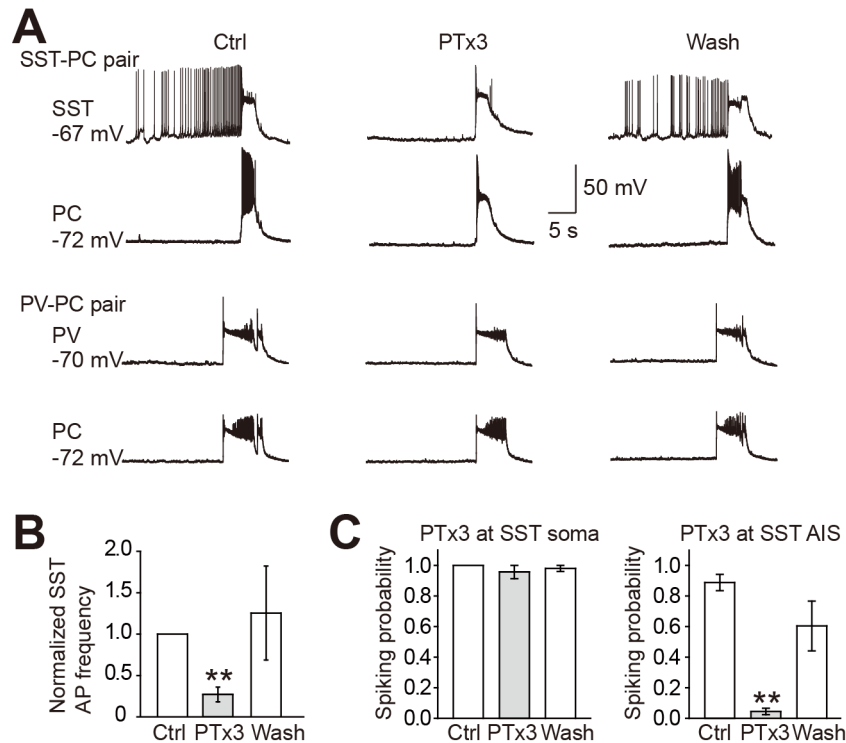 A
Ctrl
PTx3
Wash
SST-PC pair
SST
-67 mV
PC
-72 mV
50 mV
5 s
PV-PC pair
PV
-70 mV
PC
-72 mV
B
Normalized SST
AP frequency
2.0
1.5
1.0
0.5
0
**
Ctrl PTx3 Wash
C
PTx3 at SST soma
Spiking probability
1.0
0.8
0.6
0.4
0.2
0.0
Ctrl PTx3 Wash
PTx3 at SST AIS
Spiking probability
1.0
0.8
0.6
0.4
0.2
0.0
**
Ctrl PTx3 Wash